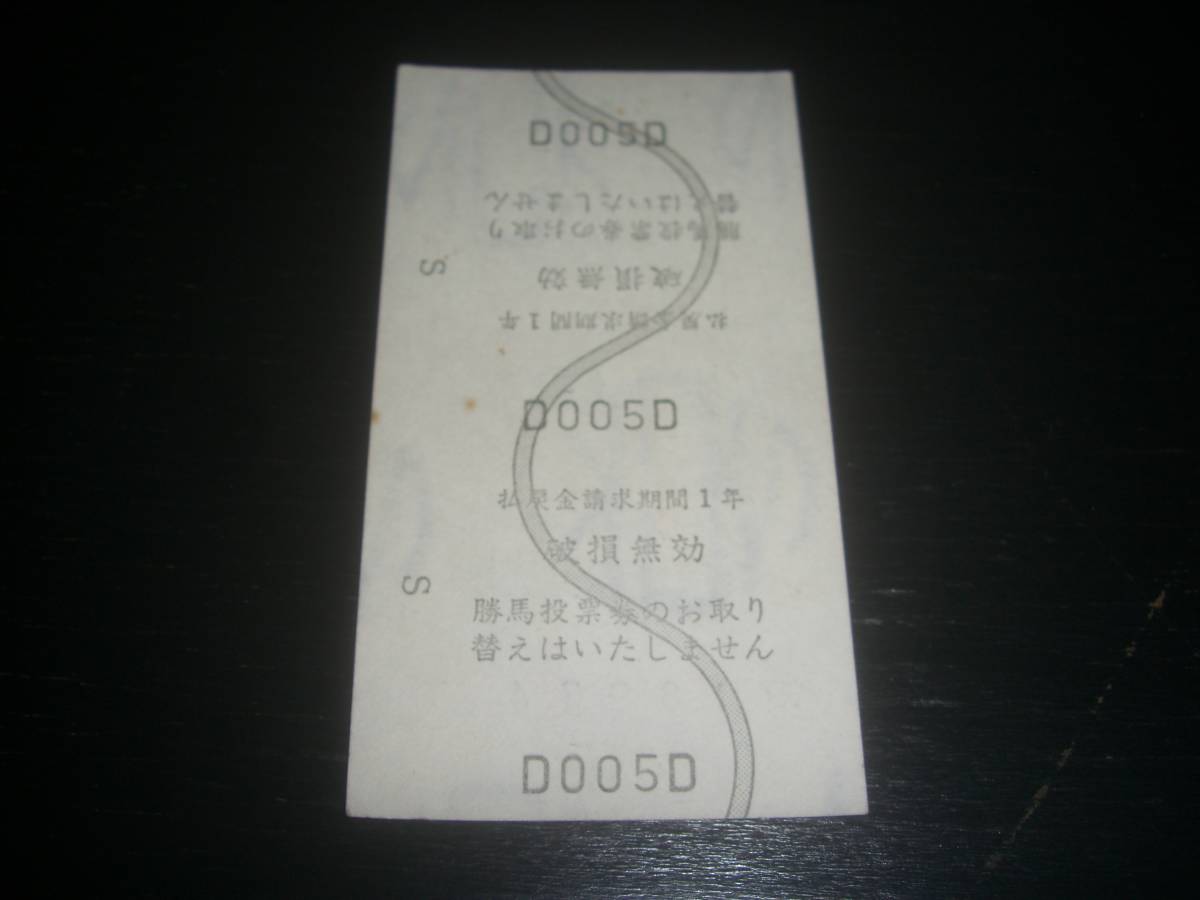 D005D
替えはいたしません
勝馬投票券のお取り
S
破損無効
払戻金請求期間1年
D005D
払戻金請求期間1年
破損無効
S
勝馬投票券のお取り
替えはいたしません
D005D